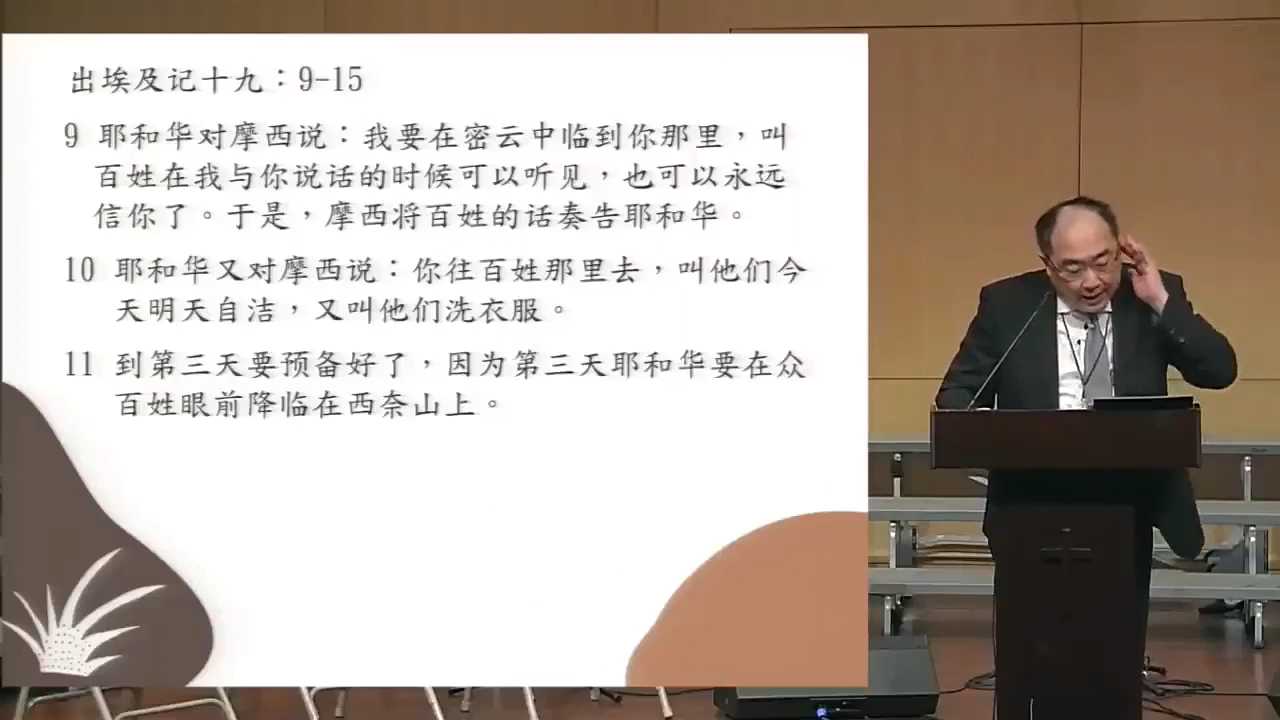 出埃及记十九：9-15
9 耶和华对摩西说：我要在密云中临到你那里，叫
百姓在我与你说话的时候可以听见，也可以永远
信你了。于是，摩西将百姓的话奏告耶和华。
10 耶和华又对摩西说：你往百姓那里去，叫他们今
天明天自洁，又叫他们洗衣服。
11 到第三天要预备好了，因为第三天耶和华要在众
百姓眼前降临在西奈山上。